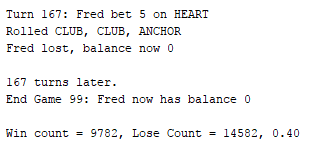 Turn 167: Fred bet 5 on HEART
Rolled CLUB, CLUB, ANCHOR
Fred lost, balance now 0
167 turns later.
End Game 99: Fred now has balance 0
Win count = 9782, Lose Count = 14582, 0.40